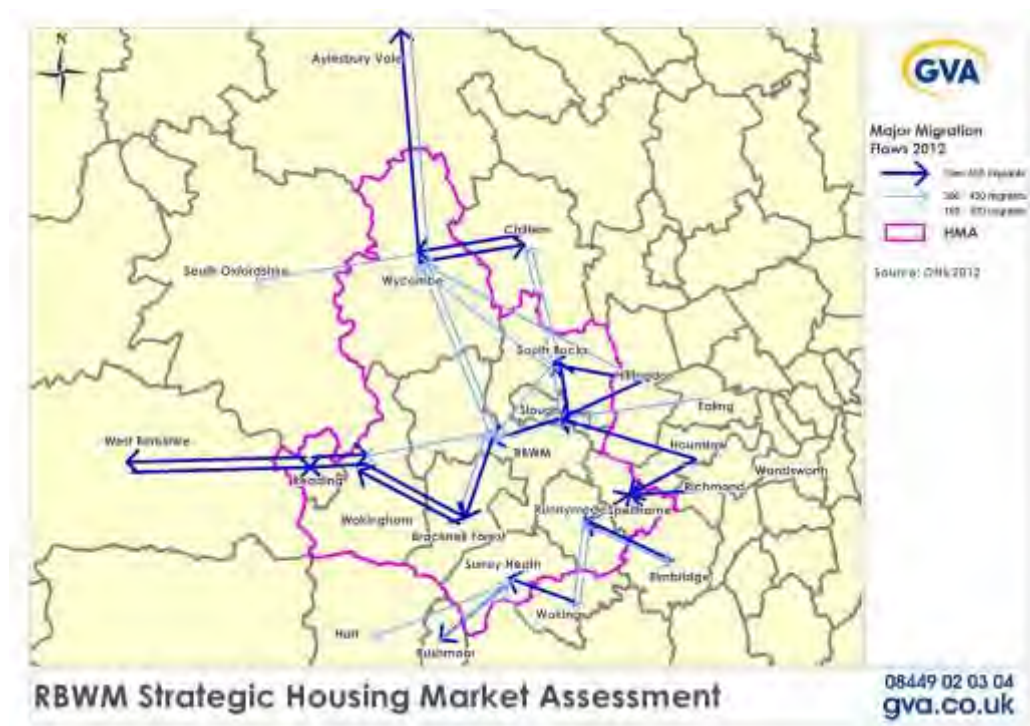 N
Aylesbury Vale
GVA
Major Migration
Flows 2012
HMA
Source: ONS 2012
Chiltern
South Oxfordshire
Wycombe
South Bucks
Hillingdon
Slough
Ealing
West Berkshire
RBWM
Hounslow
Wandsworth
Reading
Richmond
Runnymede
Spelthorne
Wokingham
Bracknell Forest
Surrey Heath
Elmbridge
Woking
Hart
Rushmoor
RBWM Strategic Housing Market Assessment
08449 02 03 04
gva.co.uk